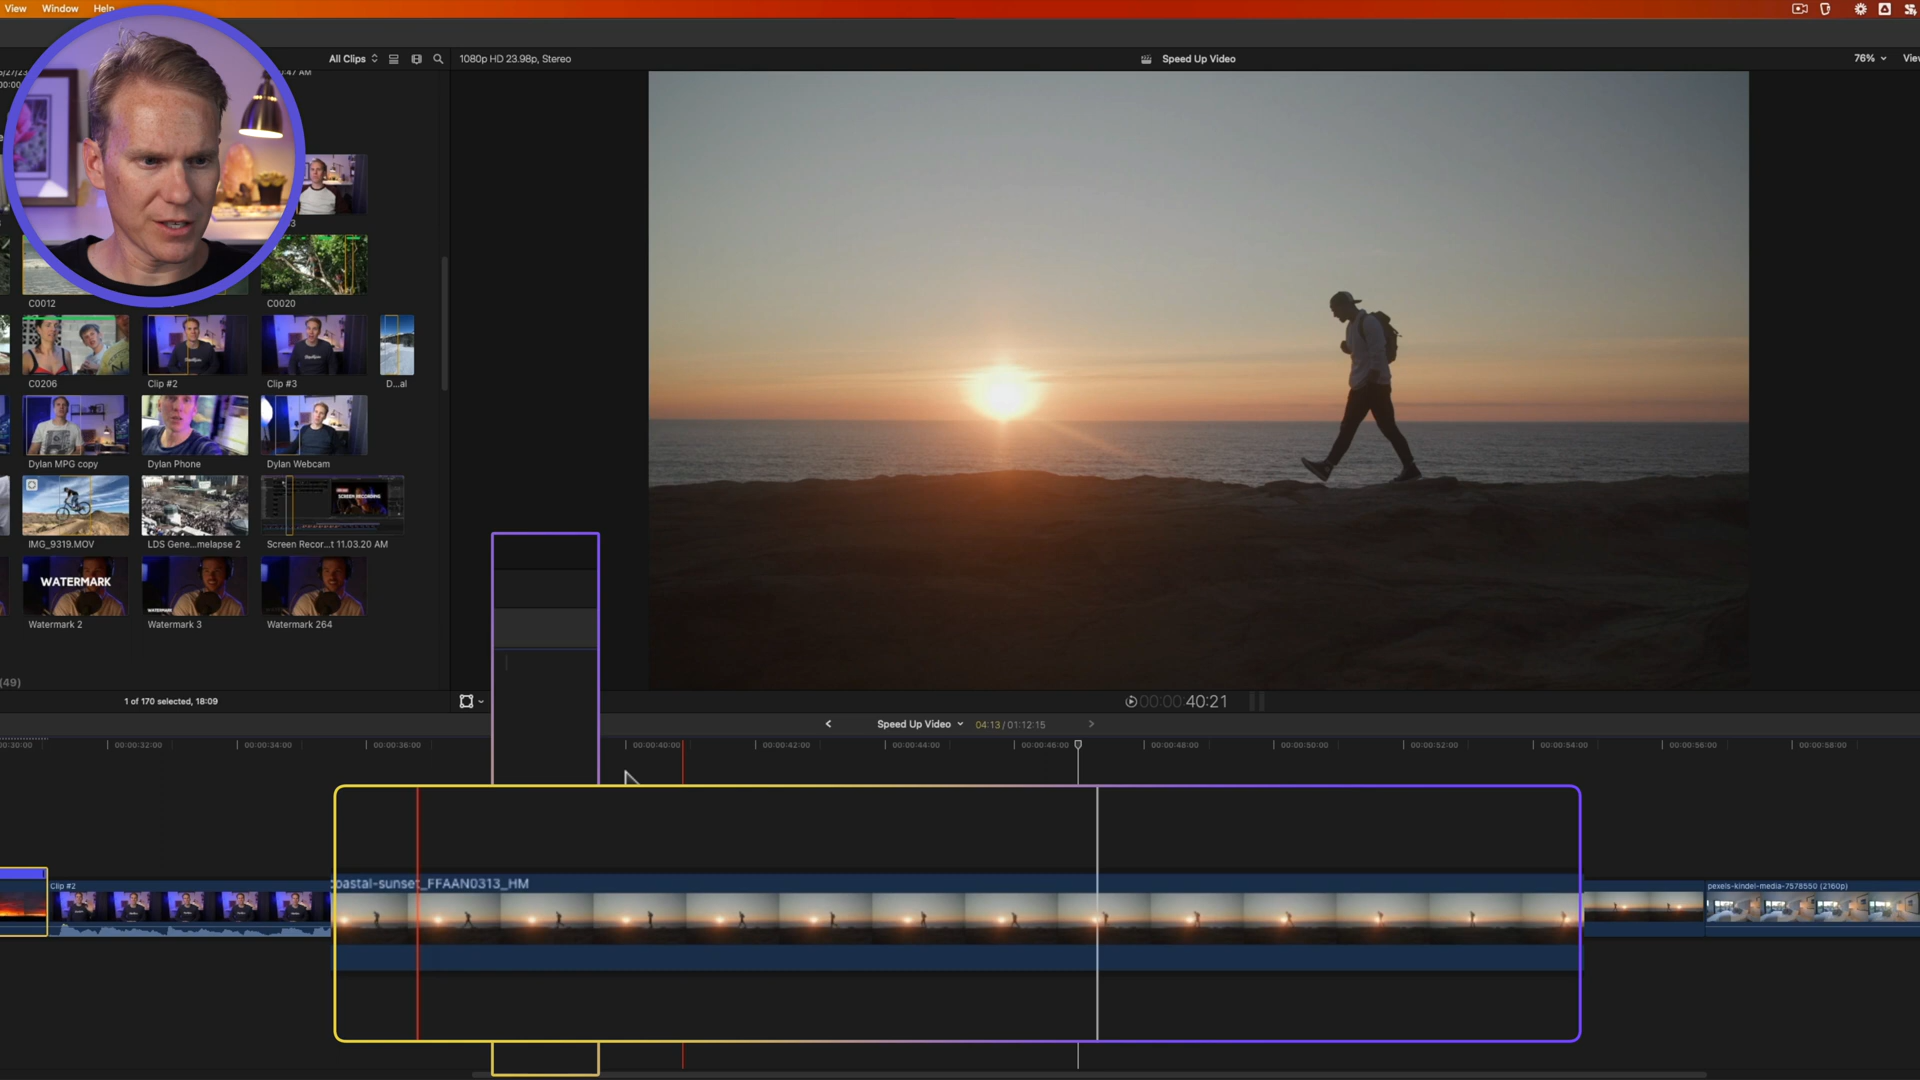 View Window Help
All Clips
1080p HD 23.98p, Stereo
Speed Up Video
76%
View
C0012
C0020
C0206
Clip #2
Clip #3
D...al
Dylan MPG copy
Dylan Phone
Dylan Webcam
SCREEN RECORDING
IMG_9319.MOV
LDS Gene...melapse 2
Screen Recor...t 11.03.20 AM
WATERMARK
WATERMARK
Watermark 2
Watermark 3
Watermark 264
(49)
1 of 170 selected, 18:09
00:00:40:21
Speed Up Video
04:13 / 01:12:15
00:30:00
00:00:32:00
00:00:34:00
00:00:36:00
00:00:40:00
00:00:42:00
00:00:44:00
00:00:46:00
00:00:48:00
00:00:50:00
00:00:52:00
00:00:54:00
00:00:56:00
00:00:58:00
Clip #2
oastal-sunset_FFAAN0313_HM
pexels-kindel-media-7578550 (2160p)